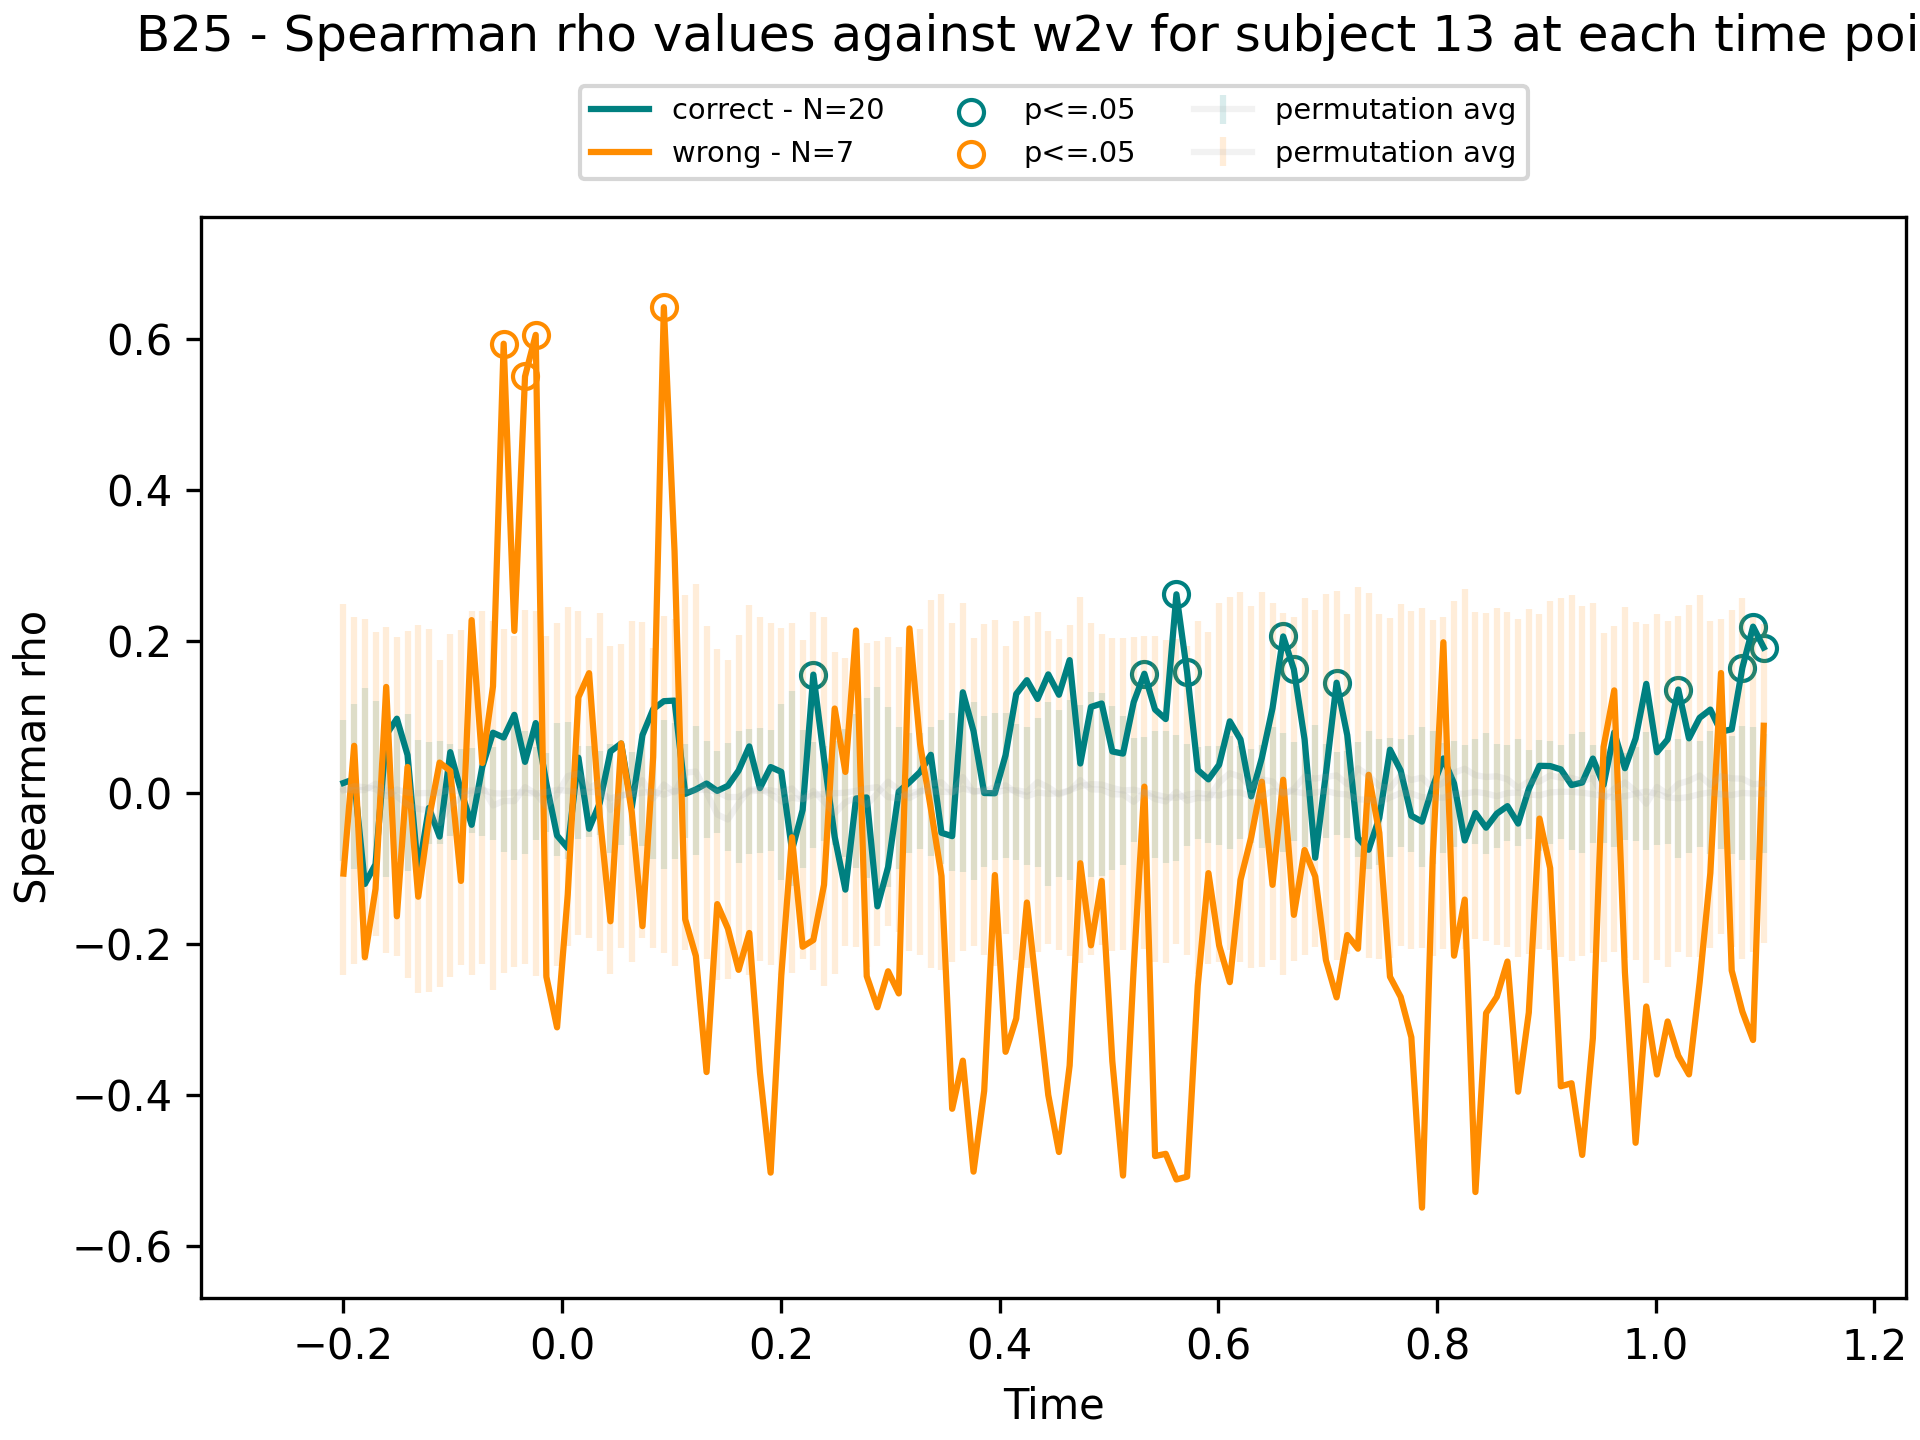 B25 - Spearman rho values against w2v for subject 13 at each time poi
correct - N=20
wrong - N=7
p<=.05
p<=.05
permutation avg
permutation avg
Spearman rho
0.6
0.4
0.2
0.0
−0.2
−0.4
−0.6
−0.2
0.0
0.2
0.4
0.6
0.8
1.0
1.2
Time